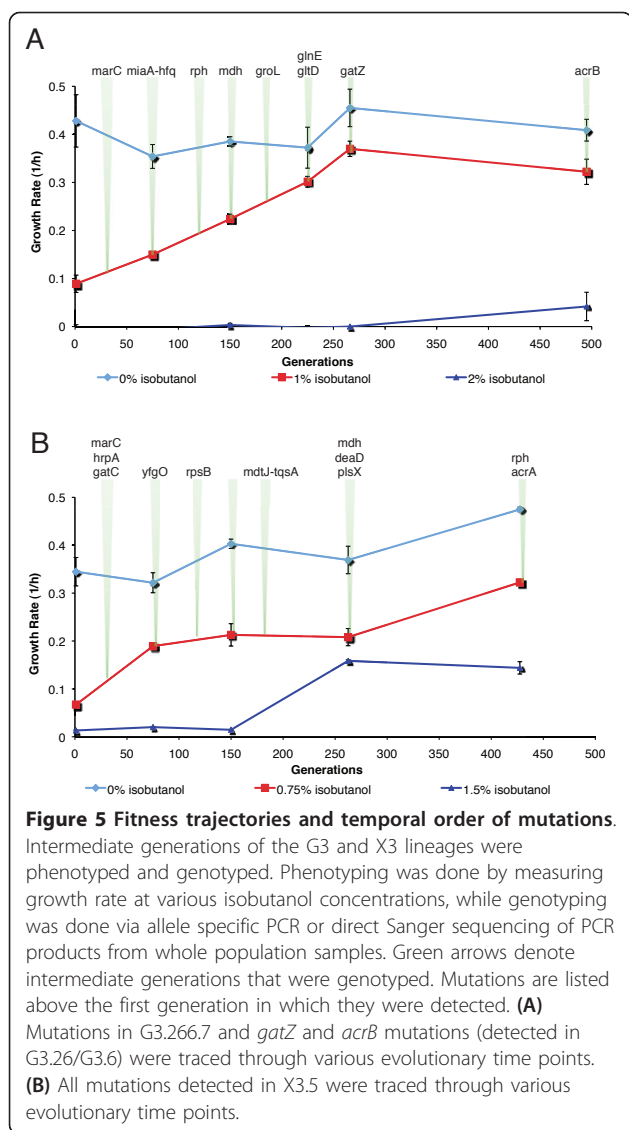 A
glnE
marC miaA-hfq rph mdh groL gltD gatZ acrB
0.5
0.4
0.3
0.2
0.1
0
Growth Rate (1/h)
0 50 100 150 200 250 300 350 400 450 500
Generations
0% isobutanol 1% isobutanol 2% isobutanol
B
marC
hrpA
gatC yfgO rpsB mdtJ-tqsA
mdh
deaD
plsX
rph
acrA
0.5
0.4
0.3
0.2
0.1
0
Growth Rate (1/h)
0 50 100 150 200 250 300 350 400 450 500
Generations
0% isobutanol 0.75% isobutanol 1.5% isobutanol
Figure 5 Fitness trajectories and temporal order of mutations.
Intermediate generations of the G3 and X3 lineages were
phenotyped and genotyped. Phenotyping was done by measuring
growth rate at various isobutanol concentrations, while genotyping
was done via allele specific PCR or direct Sanger sequencing of PCR
products from whole population samples. Green arrows denote
intermediate generations that were genotyped. Mutations are listed
above the first generation in which they were detected. (A)
Mutations in G3.266.7 and gatZ and acrB mutations (detected in
G3.26/G3.6) were traced through various evolutionary time points.
(B) All mutations detected in X3.5 were traced through various
evolutionary time points.